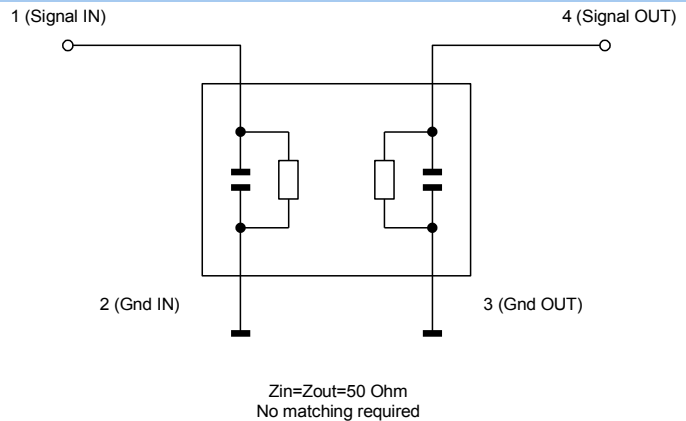 1 (Signal IN)
4 (Signal OUT)
2 (Gnd IN)
3 (Gnd OUT)
Zin=Zout=50 Ohm
No matching required